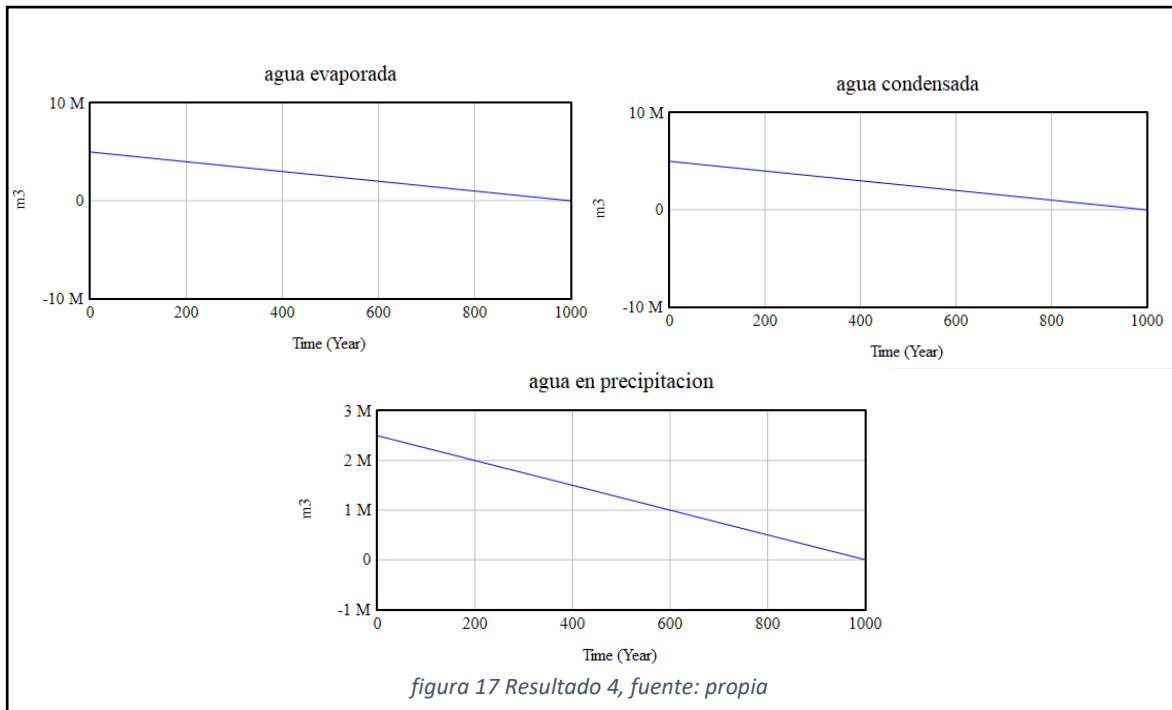 agua evaporada
10 M
0
-10 M
m3
0 200 400 600 800 1000
Time (Year)
agua condensada
10 M
0
-10 M
m3
0 200 400 600 800 1000
Time (Year)
agua en precipitacion
3 M
2 M
1 M
0
-1 M
m3
0 200 400 600 800 1000
Time (Year)
figura 17 Resultado 4, fuente: propia